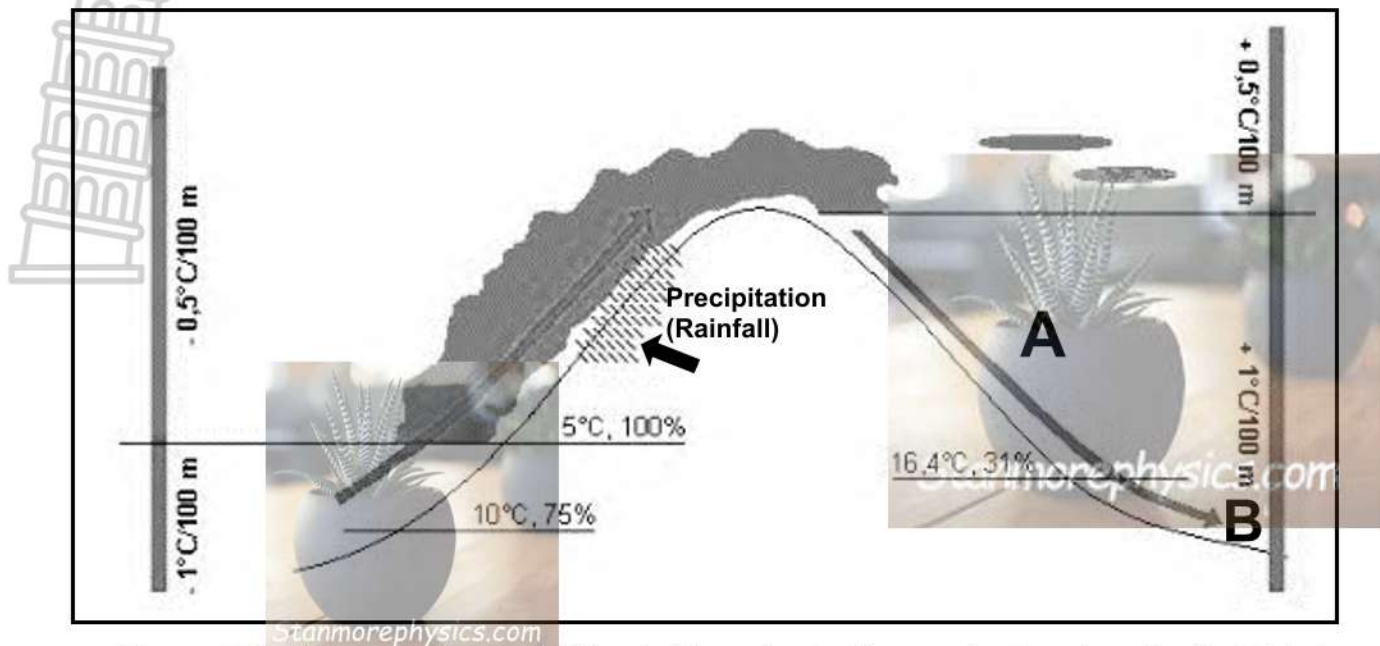 - 0,5°C/100 m
- 1°C/100 m
Precipitation
(Rainfall)
5°C, 100%
10°C, 75%
A
16,4°C, 31%
B
+ 0,5°C/100 m
+ 1°C/100 m
Stanmorephysics.com
Stanmorephysics.com